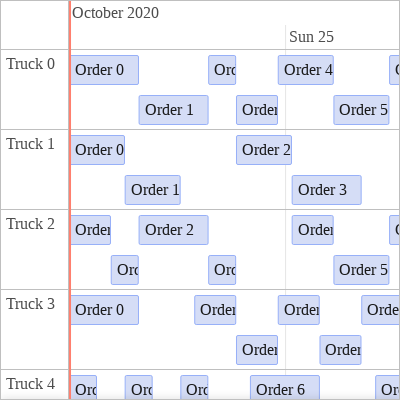 October 2020
Sun 25
Truck 0
Order 0
Orc
Order 4
Order 1
Order
Order 5
Truck 1
Order 0
Order 2
Order 1
Order 3
Truck 2
Order
Order 2
Order
Orc
Orc
Order 5
Truck 3
Order 0
Order
Order
Orde
Order
Order
Truck 4
Orc
Orc
Orc
Order 6
Or